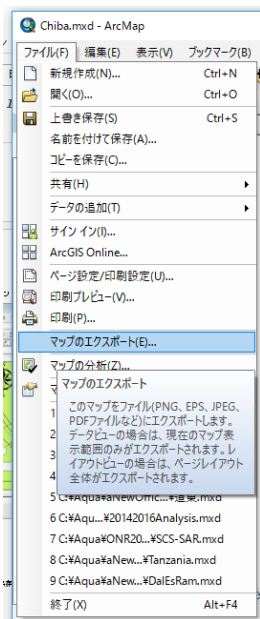 Chiba.mxd - ArcMap
ファイル(F) 編集(E) 表示(V) ブックマーク(B)
新規作成(N)... Ctrl+N
開く(O)... Ctrl+O
上書き保存(S) Ctrl+S
名前を付けて保存(A)...
コピーを保存(C)...
共有(H)
データの追加(T)
サイン イン(I)...
ArcGIS Online...
ページ設定/印刷設定(U)...
印刷プレビュー(V)...
印刷(P)...
マップのエクスポート(E)...
マップの分析(Z)...
マップのエクスポート
このマップをファイル(PNG、EPS、JPEG、
PDFファイルなど)にエクスポートします。
データビューの場合は、現在のマップ表
示範囲のみがエクスポートされます。レ
イアウトビューの場合は、ページレイアウト
全体がエクスポートされます。
1
2
3
4
5 C:¥Aqua¥aNewOffic...¥道東.mxd
6 C:¥Aqu...¥20142016Analysis.mxd
7 C:¥Aqua¥ONR20...¥SCS-SAR.mxd
8 C:¥Aqua¥aNew...¥Tanzania.mxd
9 C:¥Aqua¥aNew...¥DalEsRam.mxd
終了(X) Alt+F4